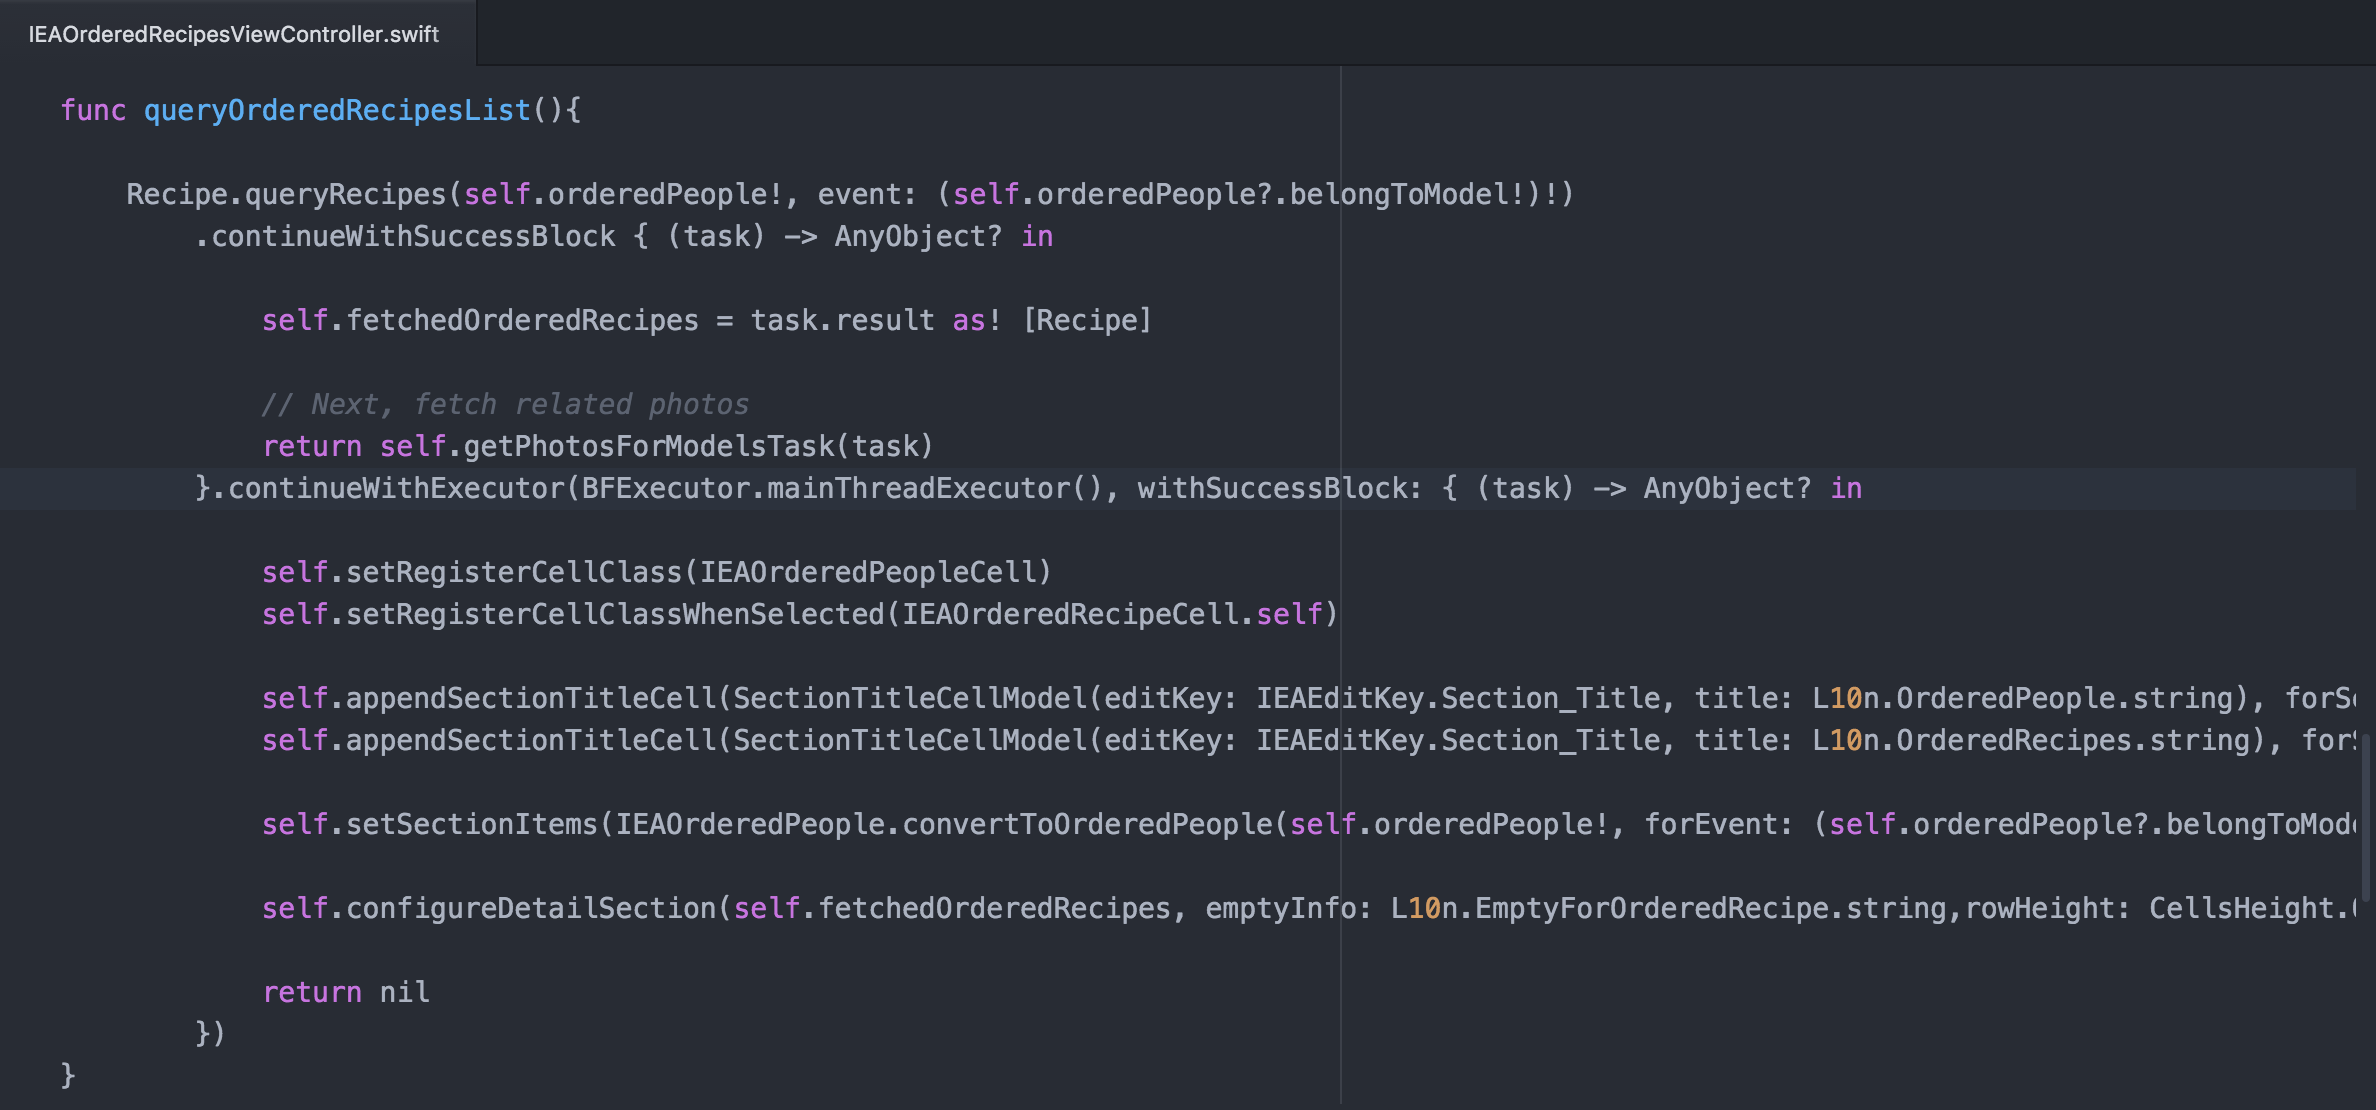 IEAOrderedRecipesViewController.swift
func queryOrderedRecipesList(){
Recipe.queryRecipes(self.orderedPeople!, event: (self.orderedPeople?.belongToModel!)!)
.continueWithSuccessBlock { (task) -> AnyObject? in
self.fetchedOrderedRecipes = task.result as! [Recipe]
// Next, fetch related photos
return self.getPhotosForModelsTask(task)
}.continueWithExecutor(BFExecutor.mainThreadExecutor(), withSuccessBlock: { (task) -> AnyObject? in
self.setRegisterCellClass(IEAOrderedPeopleCell)
self.setRegisterCellClassWhenSelected(IEAOrderedRecipeCell.self)
self.appendSectionTitleCell(SectionTitleCellModel(editKey: IEAEditKey.Section_Title, title: L10n.OrderedPeople.string), forS
self.appendSectionTitleCell(SectionTitleCellModel(editKey: IEAEditKey.Section_Title, title: L10n.OrderedRecipes.string), for
self.setSectionItems(IEAOrderedPeople.convertToOrderedPeople(self.orderedPeople!, forEvent: (self.orderedPeople?.belongToMod
self.configureDetailSection(self.fetchedOrderedRecipes, emptyInfo: L10n.EmptyForOrderedRecipe.string,rowHeight: CellsHeight.
return nil
})
}